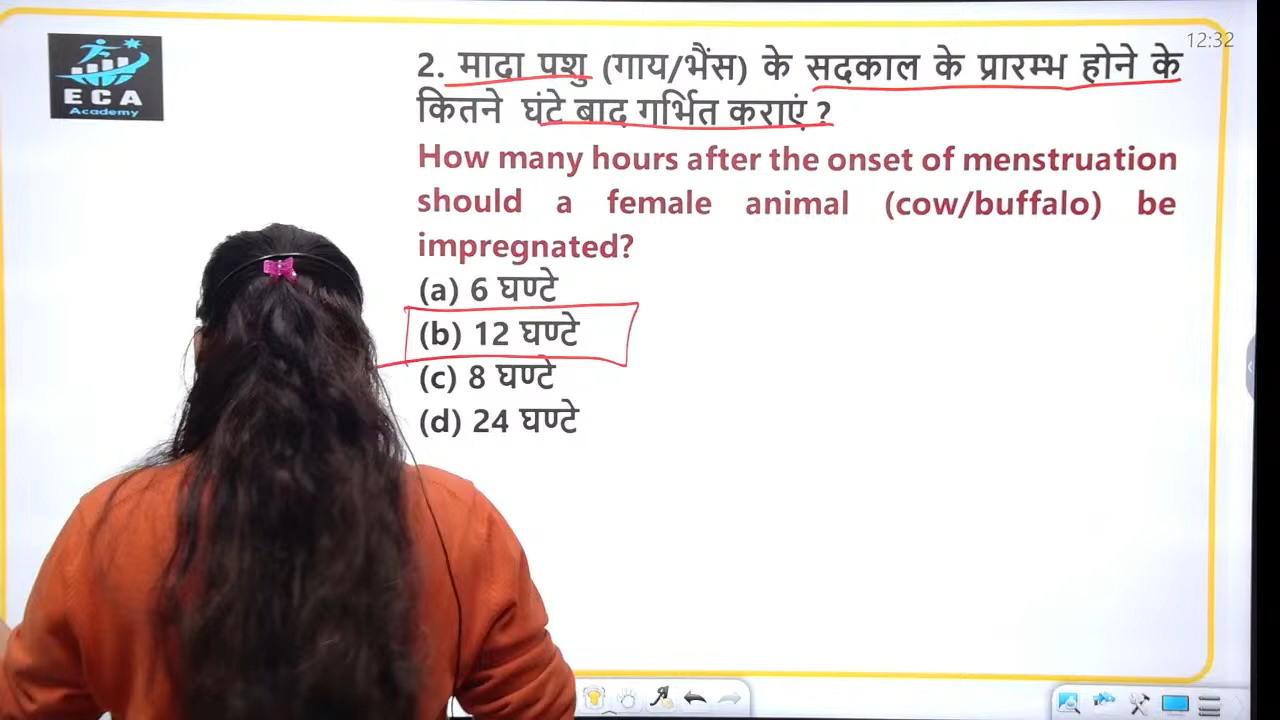 12:32
ECA
Academy
2. मादा पशु (गाय/भैंस) के सदकाल के प्रारम्भ होने के
कितने घंटे बाद गर्भित कराएं ?
How many hours after the onset of menstruation
should a female animal (cow/buffalo) be
impregnated?
(a) 6 घण्टे
(b) 12 घण्टे
(c) 8 घण्टे
(d) 24 घण्टे